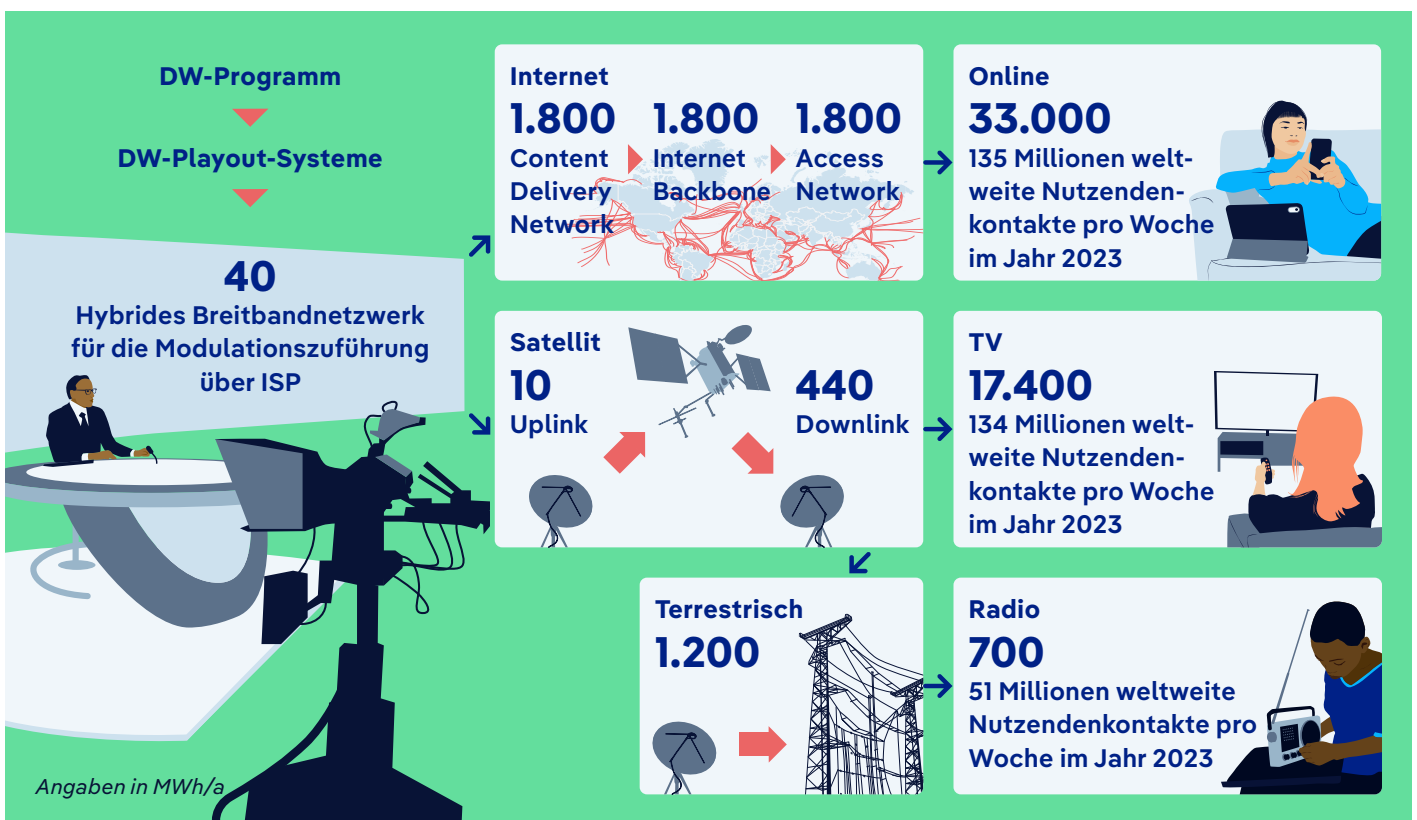 DW-Programm
DW-Playout-Systeme
40
Hybrides Breitbandnetzwerk
für die Modulationszuführung
über ISP
Internet
1.800
Content
Delivery
Network
1.800
Internet
Backbone
1.800
Access
Network
Online
33.000
135 Millionen welt-
weite Nutzenden-
kontakte pro Woche
im Jahr 2023
Satellit
10
Uplink
440
Downlink
TV
17.400
134 Millionen welt-
weite Nutzenden-
kontakte pro Woche
im Jahr 2023
Terrestrisch
1.200
Radio
700
51 Millionen weltweite
Nutzendenkontakte pro
Woche im Jahr 2023
Angaben in MWh/a